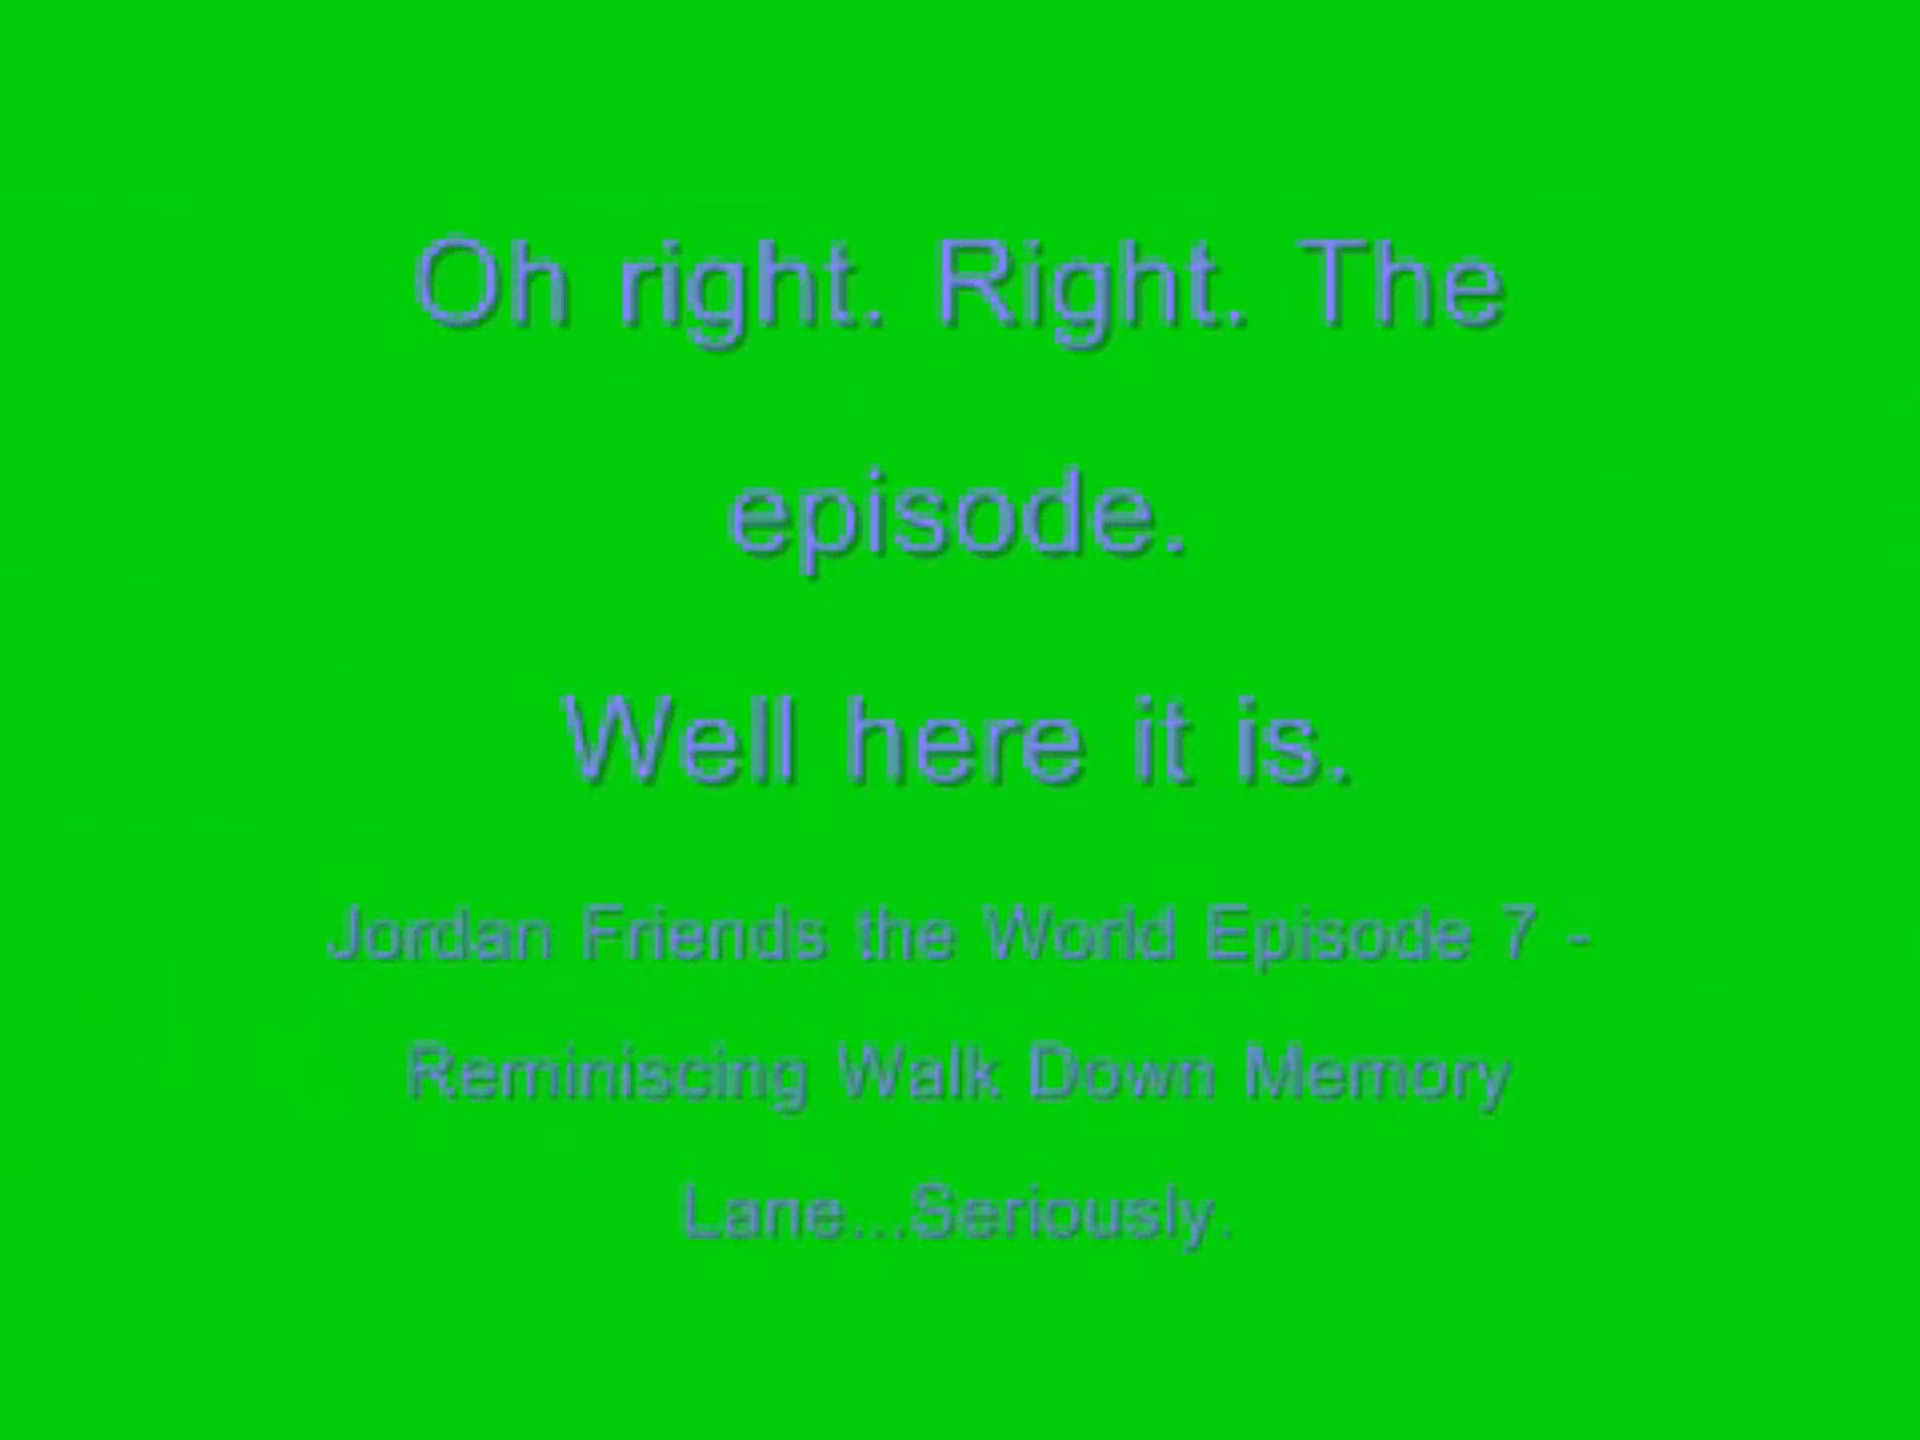 Oh right. Right. The
episode.
Well here it is.
Jordan Friends the World Episode 7 -
Reminiscing Walk Down Memory
Lane...Seriously.